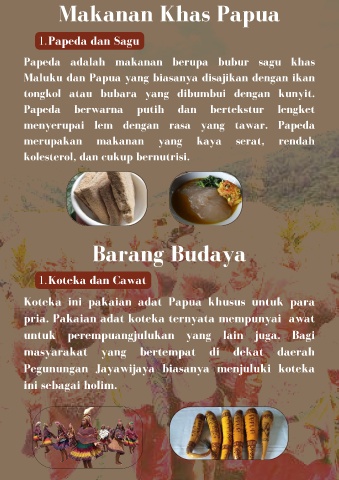 Makanan Khas Papua
1.Papeda dan Sagu
Papeda adalah makanan berupa bubur sagu khas
Maluku dan Papua yang biasanya disajikan dengan ikan
tongkol atau bubara yang dibumbui dengan kunyit.
Papeda berwarna putih dan bertekstur lengket
menyerupai lem dengan rasa yang tawar. Papeda
merupakan makanan yang kaya serat, rendah
kolesterol, dan cukup bernutrisi.
Barang Budaya
1.Koteka dan Cawat
Koteka ini pakaian adat Papua khusus untuk para
pria. Pakaian adat koteka ternyata mempunyai awat
untuk perempuangjulukan yang lain juga. Bagi
masyarakat yang bertempat di dekat daerah
Pegunungan Jayawijaya biasanya menjuluki koteka
ini sebagai holim.